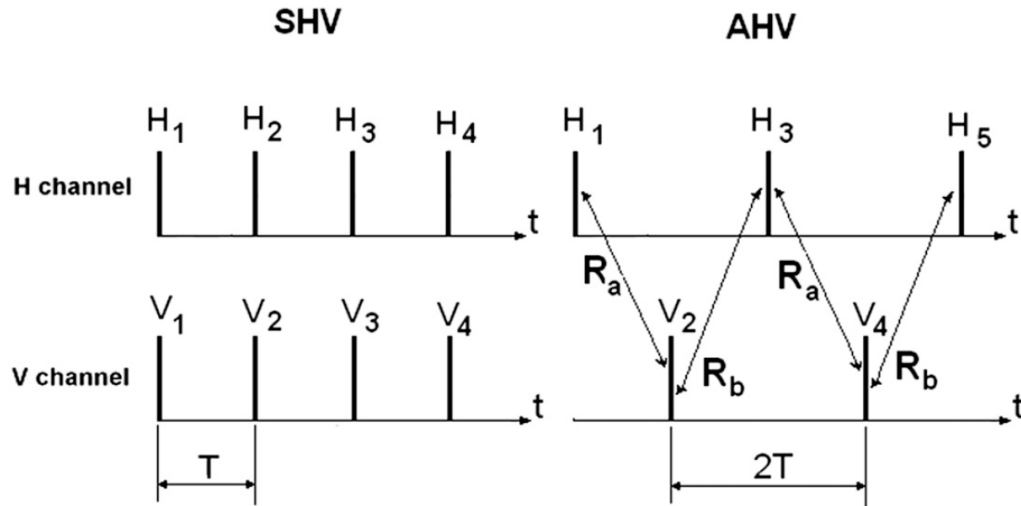 SHV AHV
H1 H2 H3 H4 H1 H3 H5
H channel
t t
Ra Rb Ra Rb
V1 V2 V3 V4 V2 V4
V channel
t t
T 2T